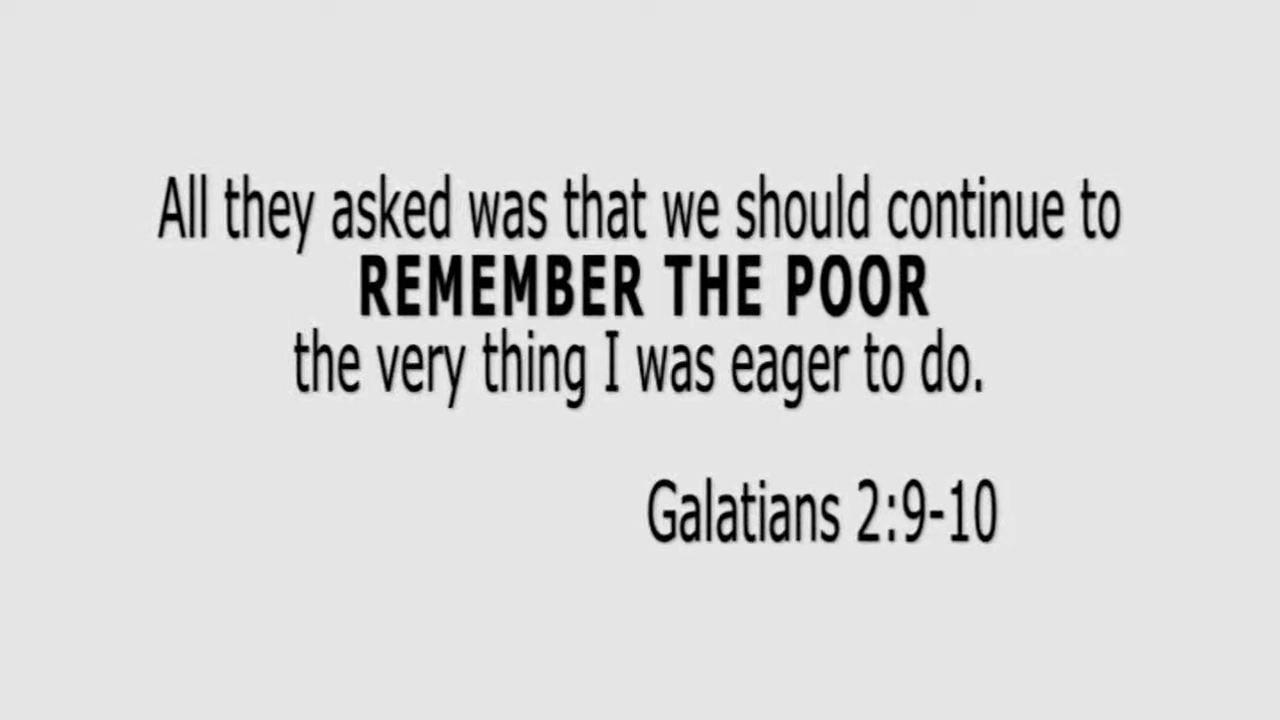 All they asked was that we should continue to
REMEMBER THE POOR
the very thing I was eager to do.
Galatians 2:9-10